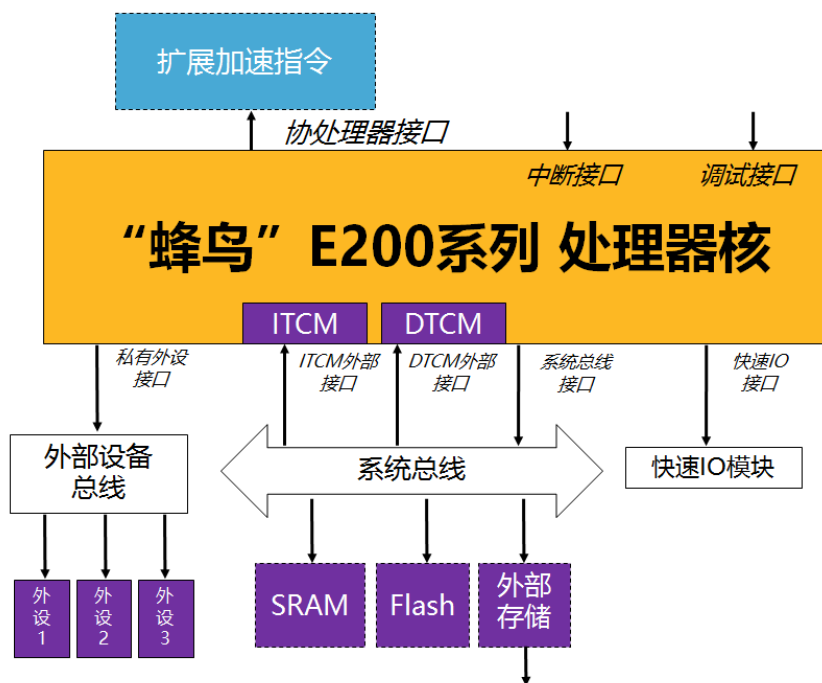 扩展加速指令
协处理器接口
中断接口
调试接口
“蜂鸟” E200系列 处理器核
ITCM
DTCM
私有外设
接口
ITCM外部
接口
DTCM外部
接口
系统总线
接口
快速IO
接口
外部设备
总线
系统总线
快速IO模块
外
设
1
外
设
2
外
设
3
SRAM
Flash
外部
存储